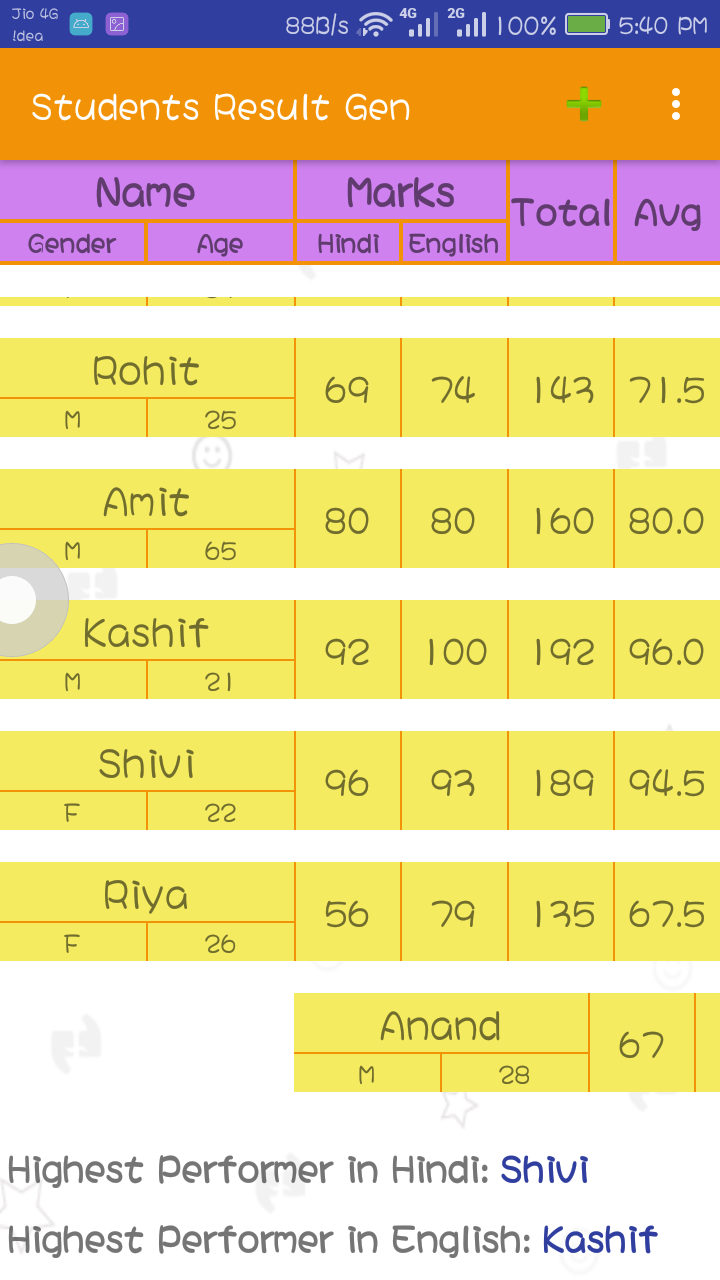 Jio 4G
!dea
88B/s 4G 2G 100% 5:40 PM
Students Result Gen
Name Marks Total Avg
Gender Age Hindi English
Rohit 69 74 143 71.5
M 25
Amit 80 80 160 80.0
M 65
Kashif 92 100 192 96.0
M 21
Shivi 96 93 189 94.5
F 22
Riya 56 79 135 67.5
F 26
Anand 67
M 28
Highest Performer in Hindi: Shivi
Highest Performer in English: Kashif